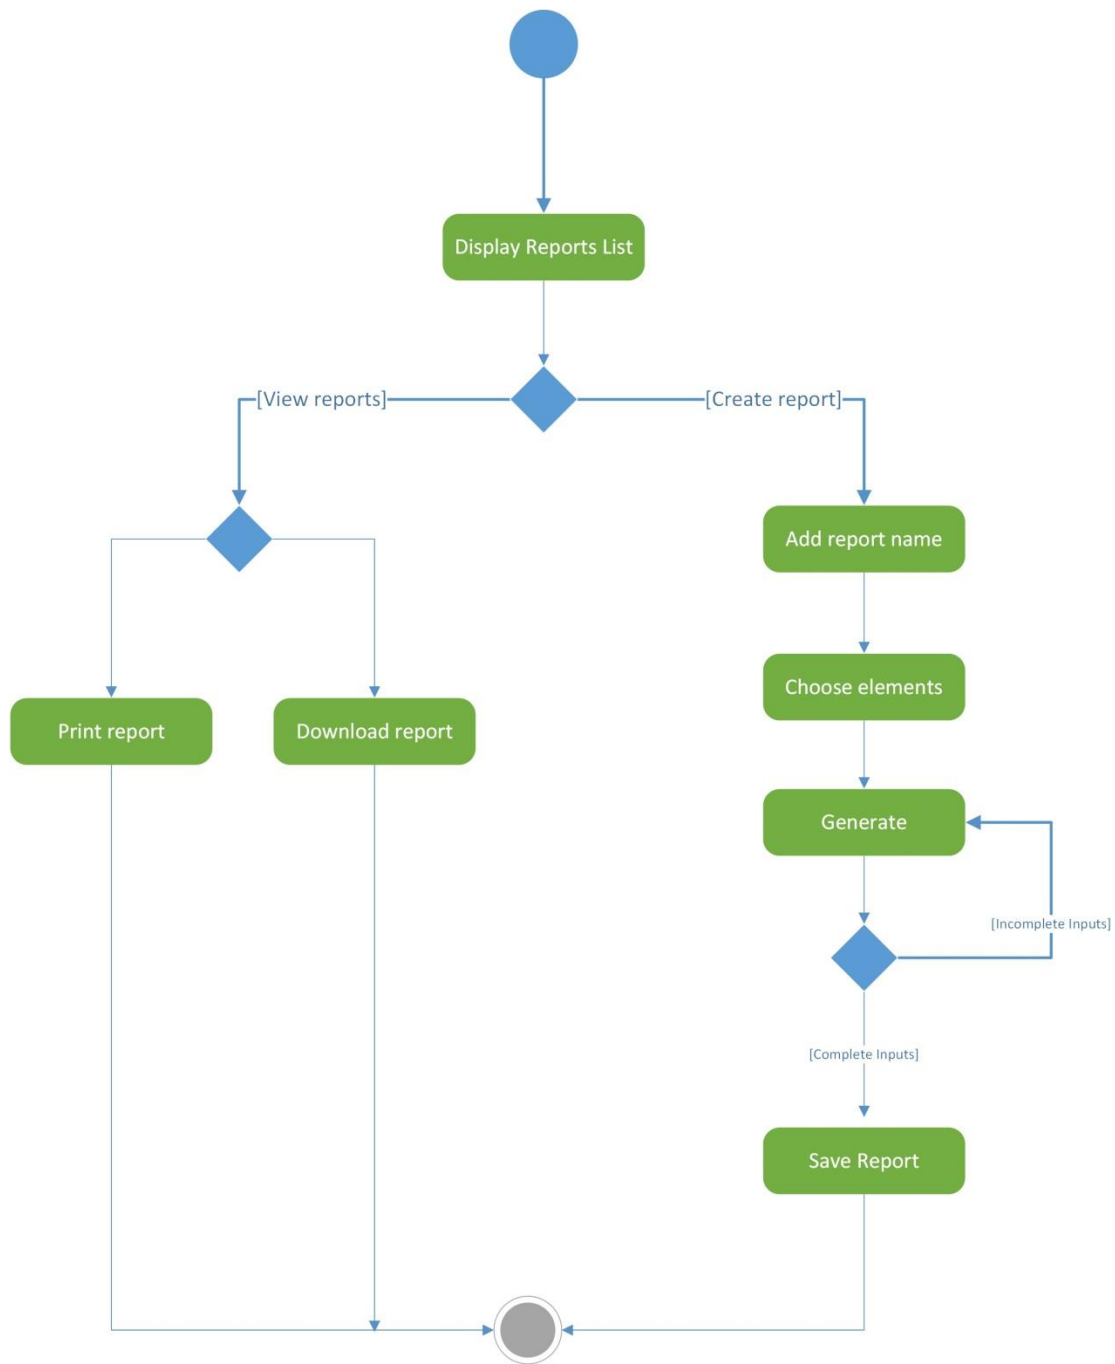 Display Reports List
[View reports]
[Create report]
Add report name
Choose elements
Print report
Download report
Generate
[Incomplete Inputs]
[Complete Inputs]
Save Report